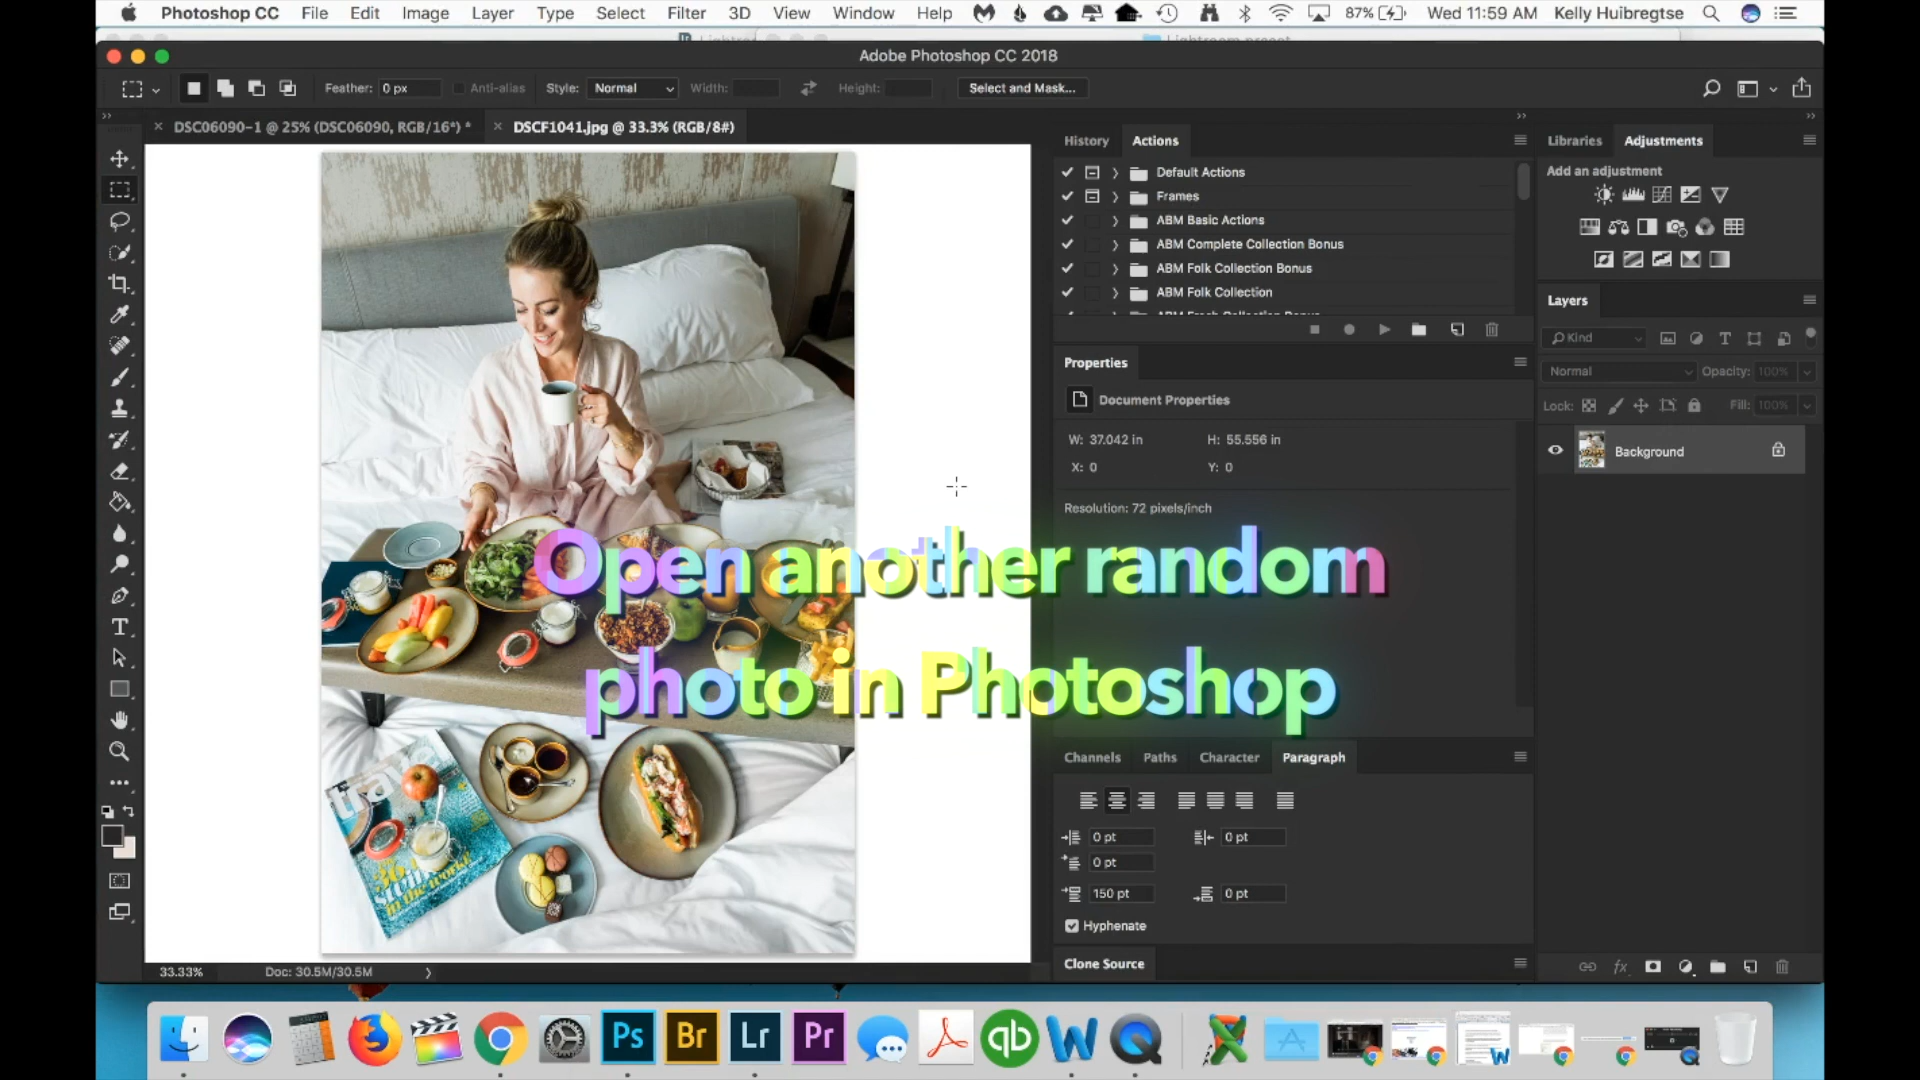 Photoshop CC File Edit Image Layer Type Select Filter 3D View Window Help 87% Wed 11:59 AM Kelly Huibregtse
Adobe Photoshop CC 2018
Feather: 0 px Anti-alias Style: Normal Width: Height: Select and Mask...
DSC06090-1 @ 25% (DSC06090, RGB/16*) * DSCF1041.jpg @ 33.3% (RGB/8#)
History Actions
Default Actions
Frames
ABM Basic Actions
ABM Complete Collection Bonus
ABM Folk Collection Bonus
ABM Folk Collection
Properties
Document Properties
W: 37.042 in H: 55.556 in
X: 0 Y: 0
Resolution: 72 pixels/inch
Libraries Adjustments
Add an adjustment
Layers
Kind
Normal Opacity: 100%
Lock: Fill: 100%
Background
Open another random
photo in Photoshop
Channels Paths Character Paragraph
0 pt 0 pt
0 pt
150 pt 0 pt
Hyphenate
Clone Source
33.33% Doc: 30.5M/30.5M
fx
Ps Br Lr Pr qb W